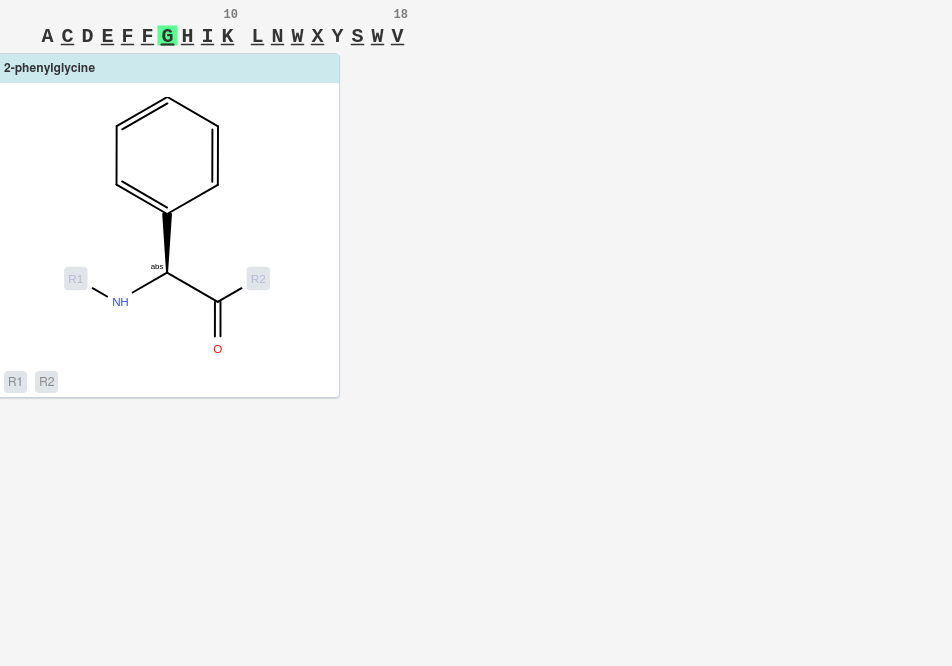 10 18
A C D E F F G H I K L N W X Y S W V
2-phenylglycine
abs
R1 R2
NH
O
R1 R2